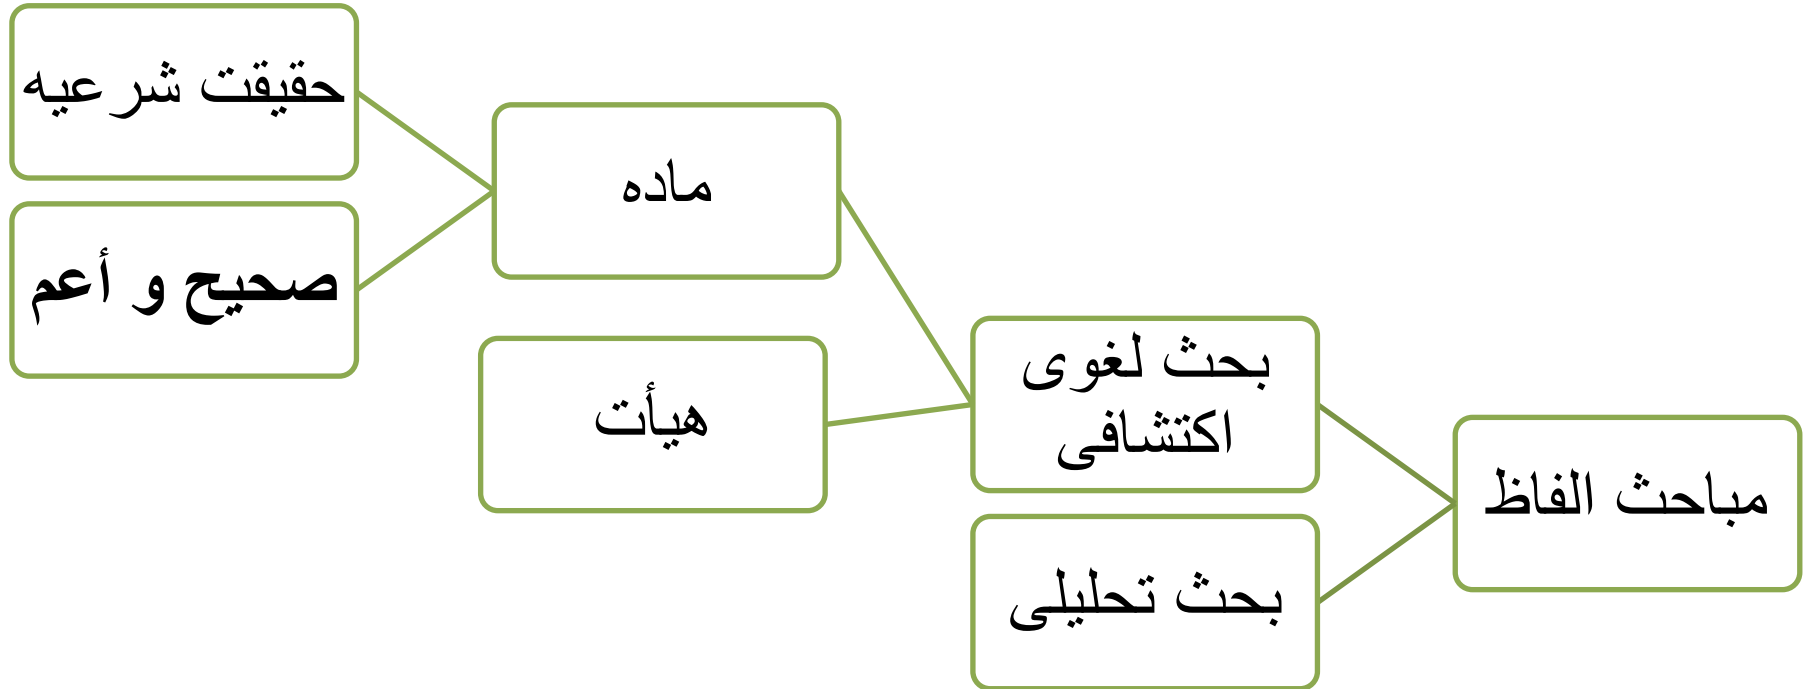 مباحث الفاظ
بحث لغوی
اکتشافی
بحث تحلیلی
ماده
هیأت
حقیقت شرعیه
صحیح و أعم